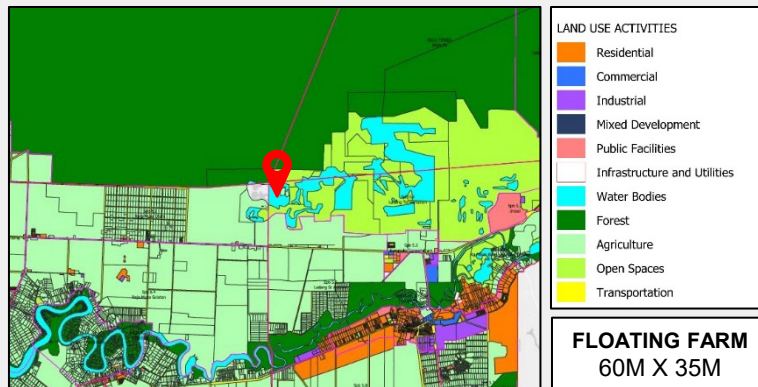 LAND USE ACTIVITIES
Residential
Commercial
Industrial
Mixed Development
Public Facilities
Infrastructure and Utilities
Water Bodies
Forest
Agriculture
Open Spaces
Transportation
FLOATING FARM
60M X 35M